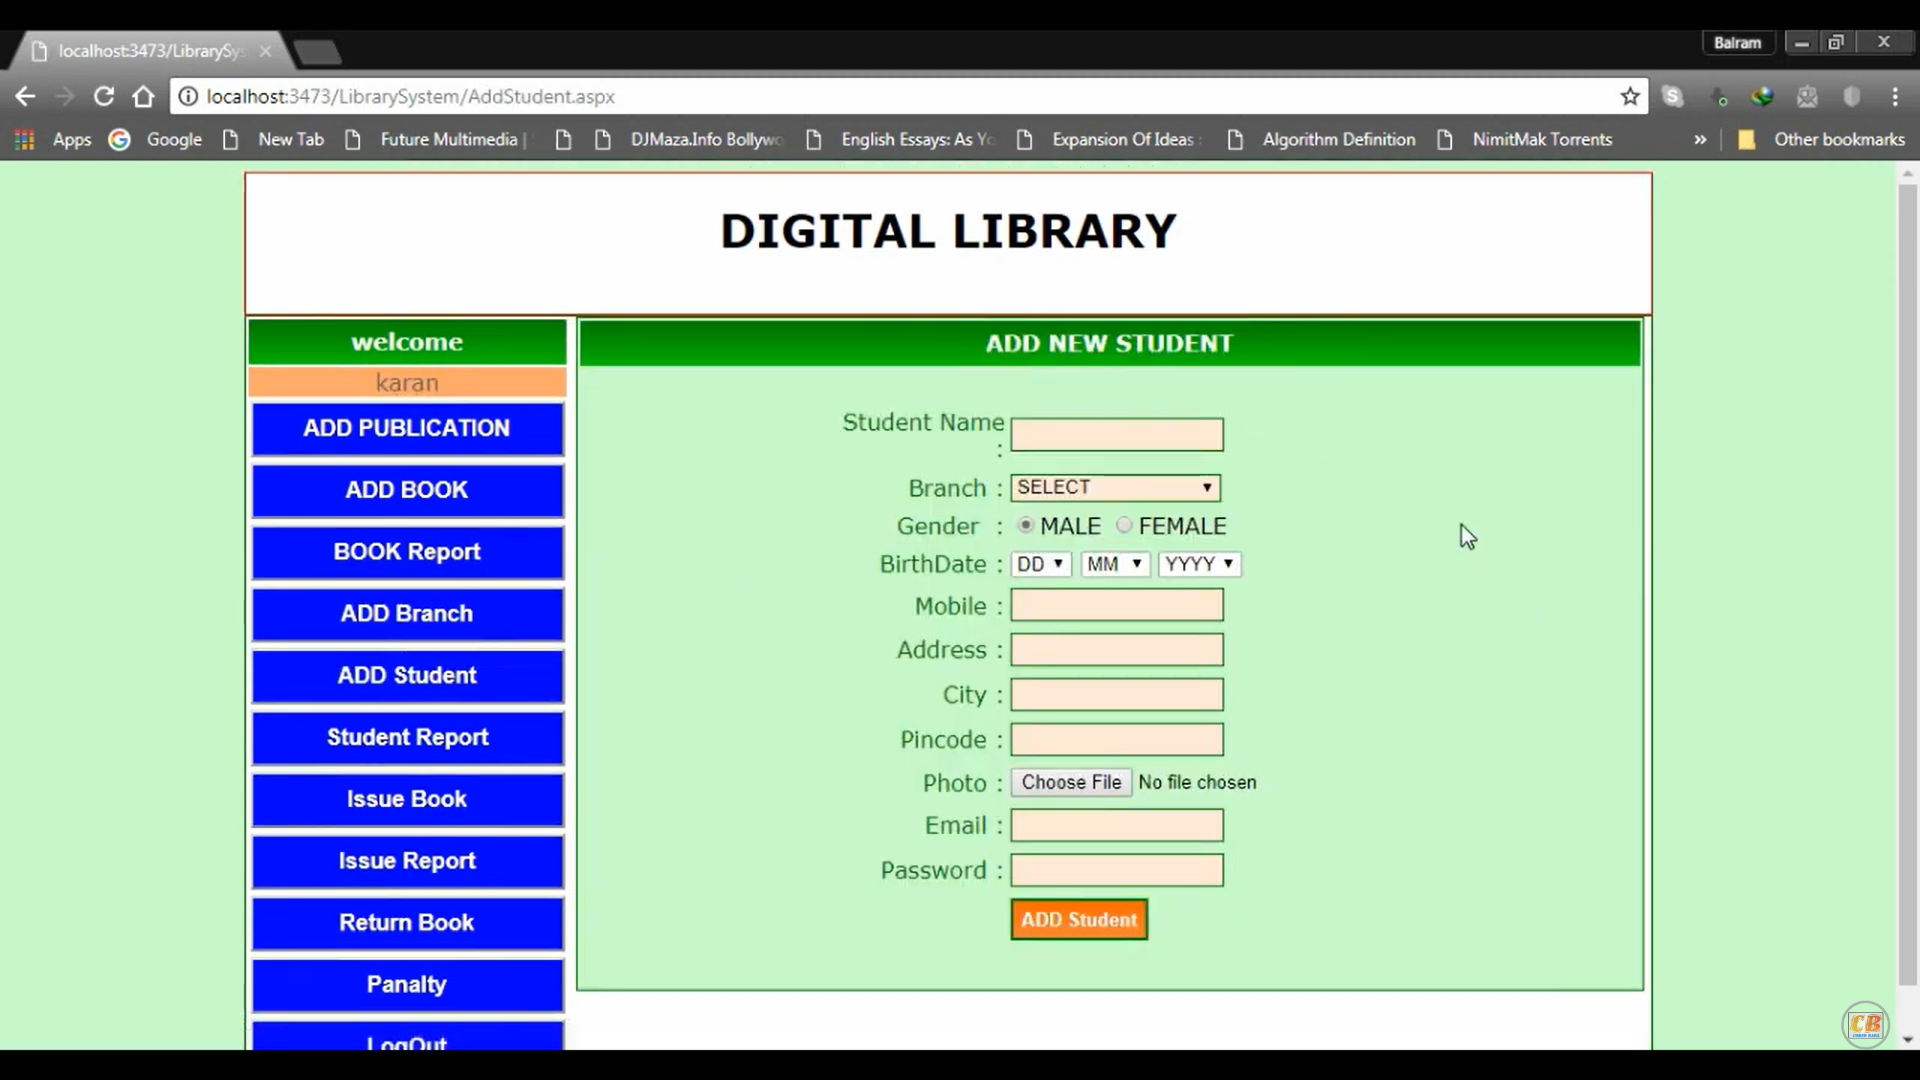 localhost:3473/LibrarySys
Bairam
localhost:3473/LibrarySystem/AddStudent.aspx
Apps Google New Tab Future Multimedia | DJMaza.Info Bollywo English Essays: As Yo Expansion Of Ideas : Algorithm Definition NimitMak Torrents » Other bookmarks
DIGITAL LIBRARY
welcome
karan
ADD PUBLICATION
ADD BOOK
BOOK Report
ADD Branch
ADD Student
Student Report
Issue Book
Issue Report
Return Book
Panalty
LogOut
ADD NEW STUDENT
Student Name
:
Branch : SELECT
Gender : MALE FEMALE
BirthDate : DD MM YYYY
Mobile :
Address :
City :
Pincode :
Photo : Choose File No file chosen
Email :
Password :
ADD Student
CB